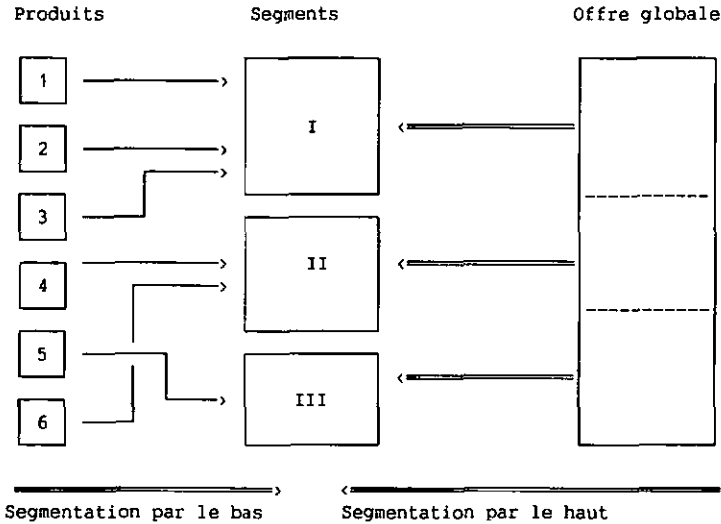 Produits Segments Offre globale
1
2
3
4
5
6
I
II
III
Segmentation par le bas Segmentation par le haut